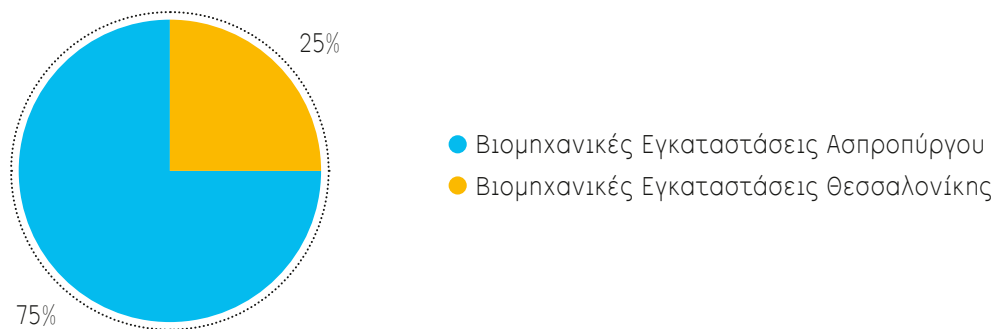 25%
Βιομηχανικές Εγκαταστάσεις Ασπροπύργου
Βιομηχανικές Εγκαταστάσεις Θεσσαλονίκης
75%